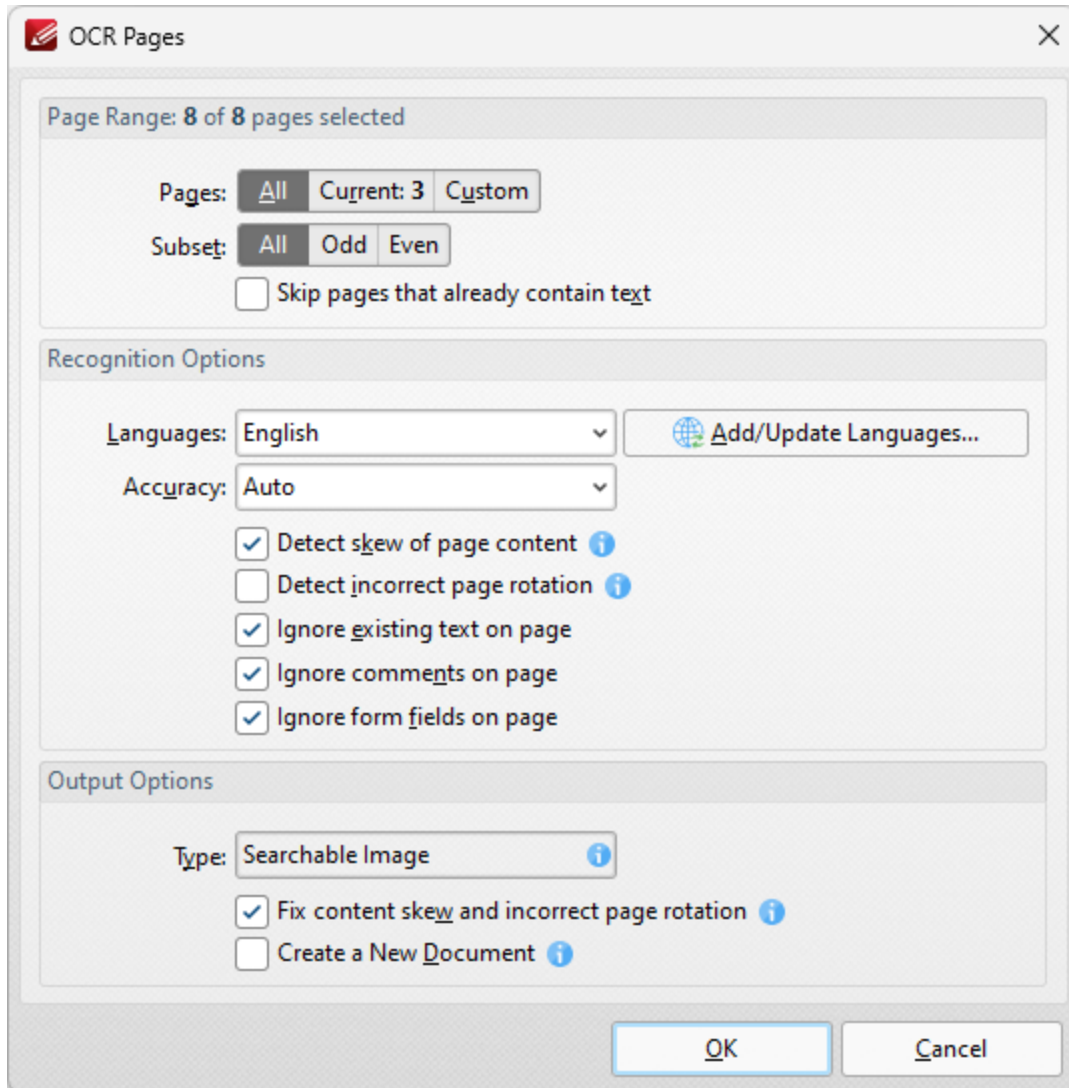 OCR Pages
Page Range: 8 of 8 pages selected
Pages: All Current: 3 Custom
Subset: All Odd Even
Skip pages that already contain text
Recognition Options
Languages: English Add/Update Languages...
Accuracy: Auto
Detect skew of page content
Detect incorrect page rotation
Ignore existing text on page
Ignore comments on page
Ignore form fields on page
Output Options
Type: Searchable Image
Fix content skew and incorrect page rotation
Create a New Document
OK Cancel